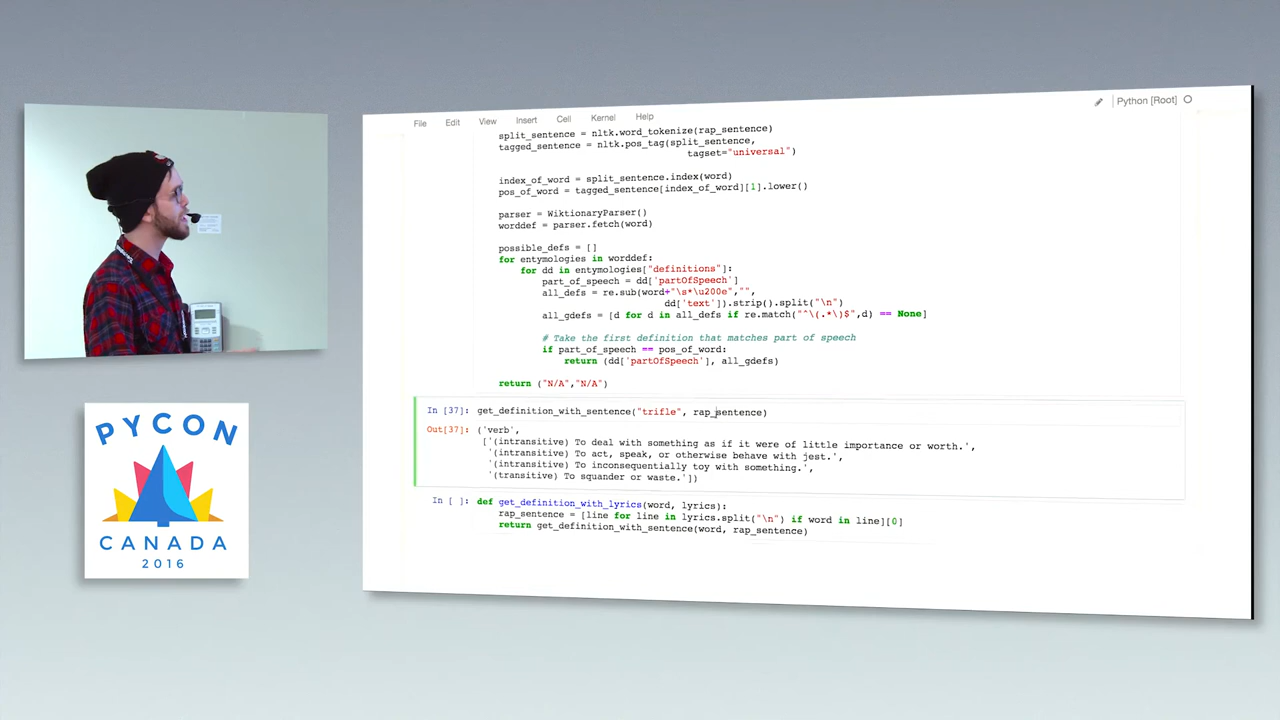 File Edit View Insert Cell Kernel Help Python [Root]
split_sentence = nltk.word_tokenize(rap_sentence)
tagged_sentence = nltk.pos_tag(split_sentence,
tagset="universal")
index_of_word = split_sentence.index(word)
pos_of_word = tagged_sentence[index_of_word][1].lower()
parser = WiktionaryParser()
worddef = parser.fetch(word)
possible_defs = []
for entymologies in worddef:
for dd in entymologies["definitions"]:
part_of_speech = dd['partOfSpeech']
all_defs = re.sub(word+"\s*\u200e","",
dd['text']).strip().split("\n")
all_gdefs = [d for d in all_defs if re.match("^\(.*\)$",d) == None]
# Take the first definition that matches part of speech
if part_of_speech == pos_of_word:
return (dd['partOfSpeech'], all_gdefs)
return ("N/A","N/A")
In [37]: get_definition_with_sentence("trifle", rap_sentence)
Out[37]: ('verb',
['(intransitive) To deal with something as if it were of little importance or worth.',
'(intransitive) To act, speak, or otherwise behave with jest.',
'(intransitive) To inconsequentially toy with something.',
'(transitive) To squander or waste.'])
In [ ]: def get_definition_with_lyrics(word, lyrics):
rap_sentence = [line for line in lyrics.split("\n") if word in line][0]
return get_definition_with_sentence(word, rap_sentence)
PYCON
CANADA
2016